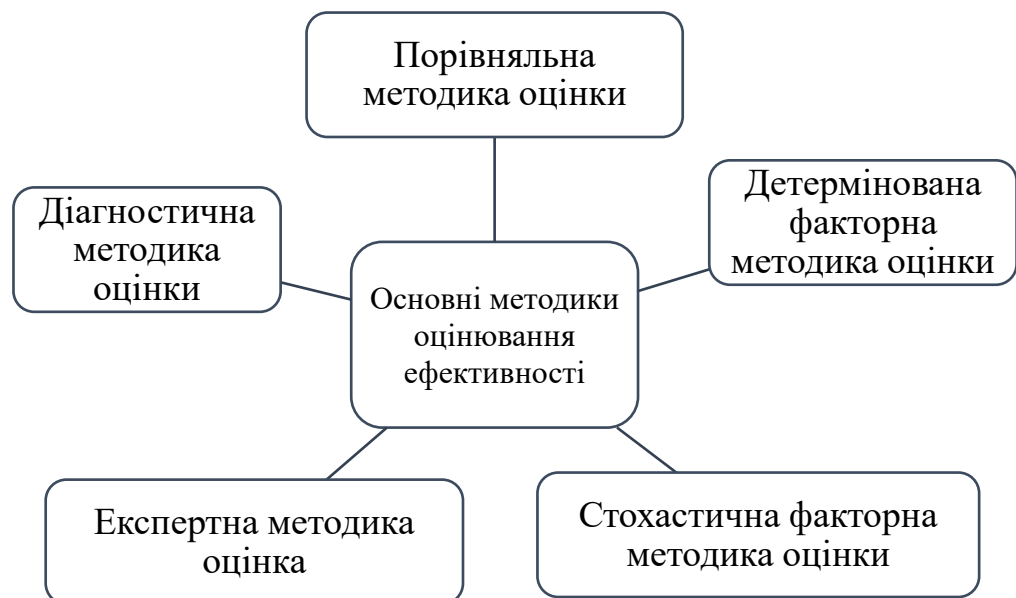 Порівняльна
методика оцінки
Детермінована
факторна
методика оцінки
Діагностична
методика
оцінки
Основні методики
оцінювання
ефективності
Експертна методика
оцінка
Стохастична факторна
методика оцінки